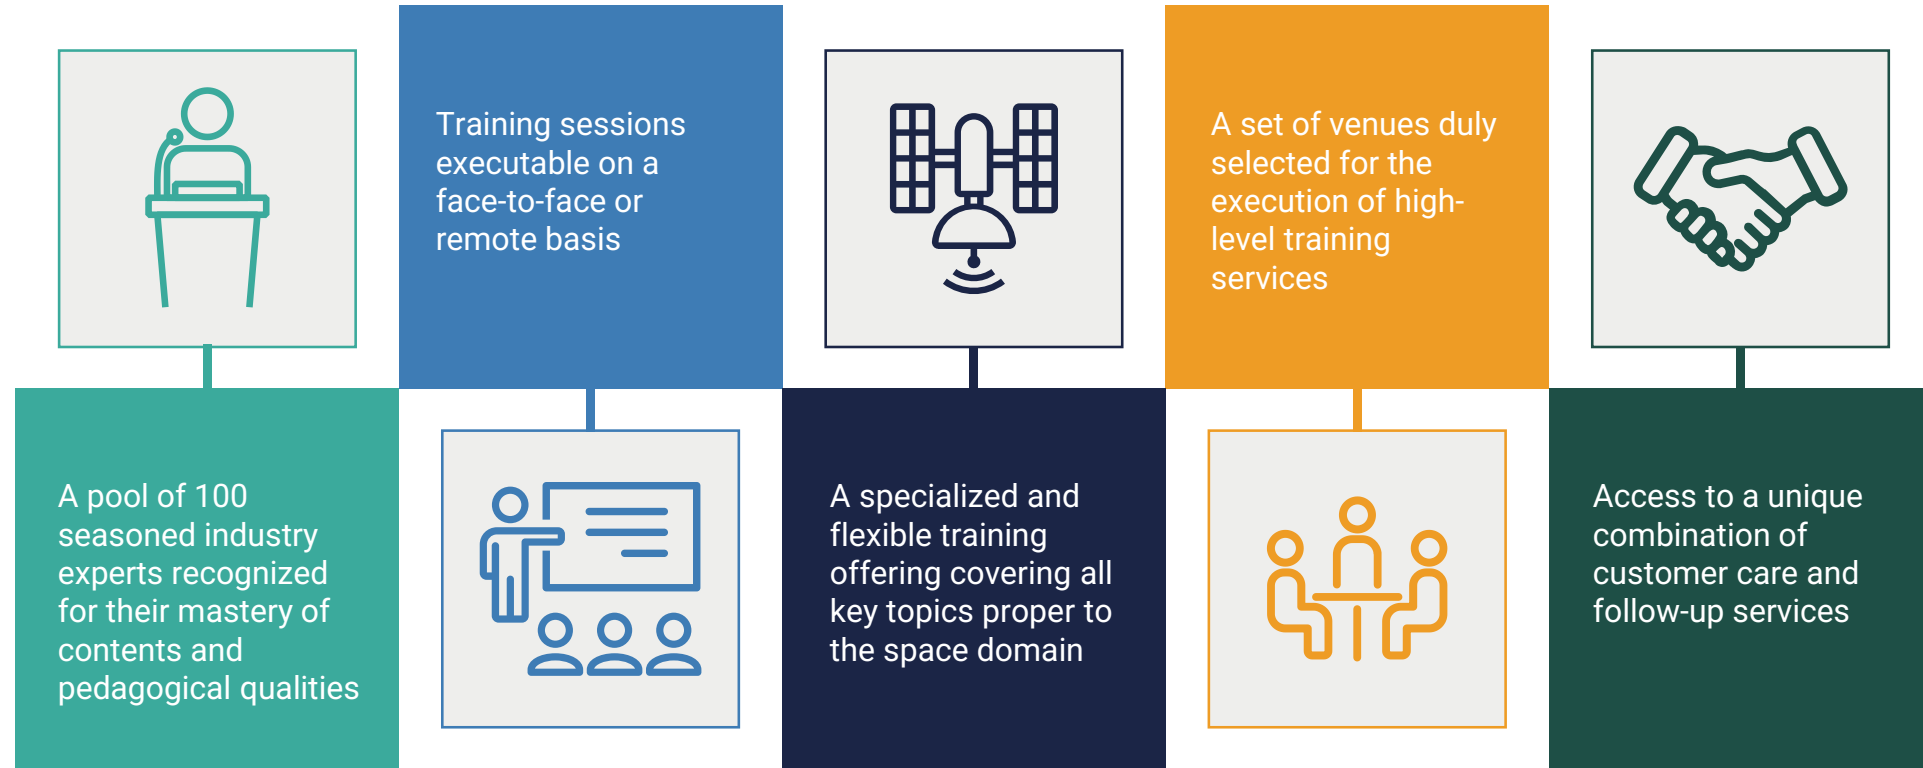 A pool of 100
seasoned industry
experts recognized
for their mastery of
contents and
pedagogical qualities
Training sessions
executable on a
face-to-face or
remote basis
A specialized and
flexible training
offering covering all
key topics proper to
the space domain
A set of venues duly
selected for the
execution of high-
level training
services
Access to a unique
combination of
customer care and
follow-up services